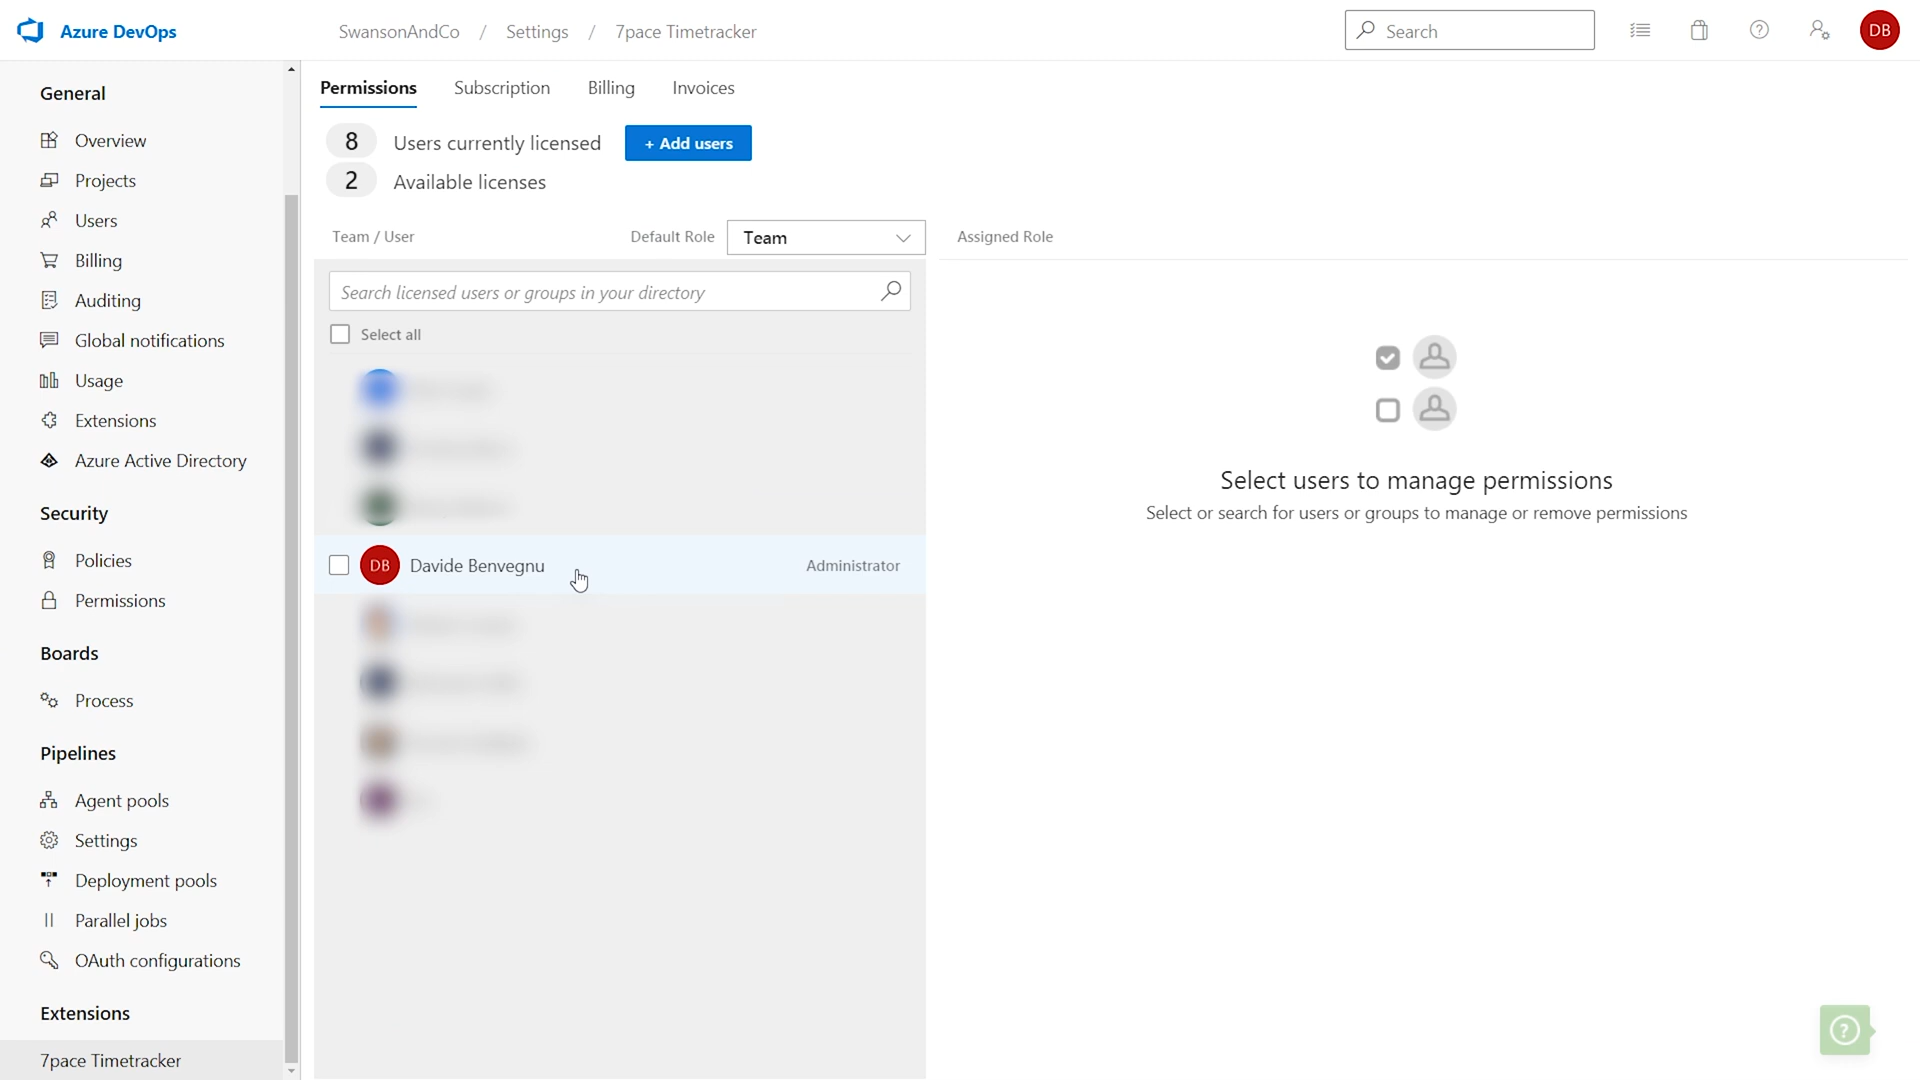 Azure DevOps
SwansonAndCo / Settings / 7pace Timetracker
Search
DB
General
Overview
Projects
Users
Billing
Auditing
Global notifications
Usage
Extensions
Azure Active Directory
Security
Policies
Permissions
Boards
Process
Pipelines
Agent pools
Settings
Deployment pools
Parallel jobs
OAuth configurations
Extensions
7pace Timetracker
Permissions Subscription Billing Invoices
8 Users currently licensed + Add users
2 Available licenses
Team / User Default Role Team Assigned Role
Search licensed users or groups in your directory
Select all
DB Davide Benvegnu Administrator
Select users to manage permissions
Select or search for users or groups to manage or remove permissions